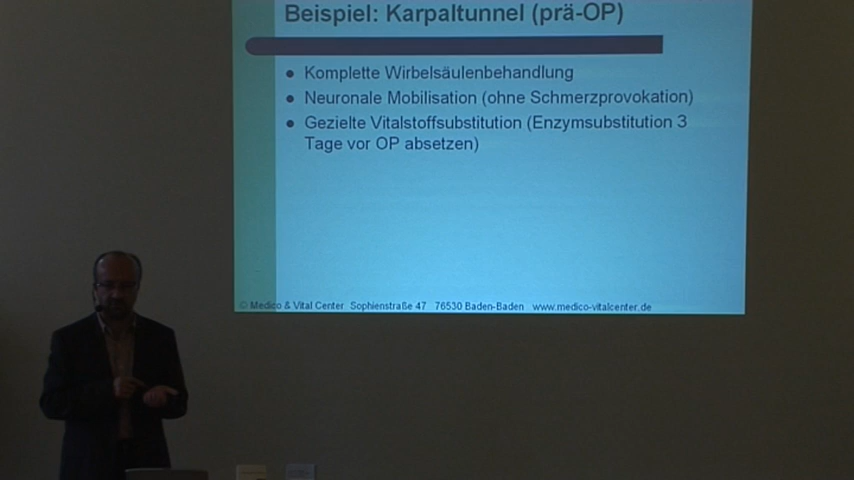 Beispiel: Karpaltunnel (prä-OP)
● Komplette Wirbelsäulenbehandlung
● Neuronale Mobilisation (ohne Schmerzprovokation)
● Gezielte Vitalstoffsubstitution (Enzymsubstitution 3
Tage vor OP absetzen)
© Medico & Vital Center Sophienstraße 47 76530 Baden-Baden www.medico-vitalcenter.de